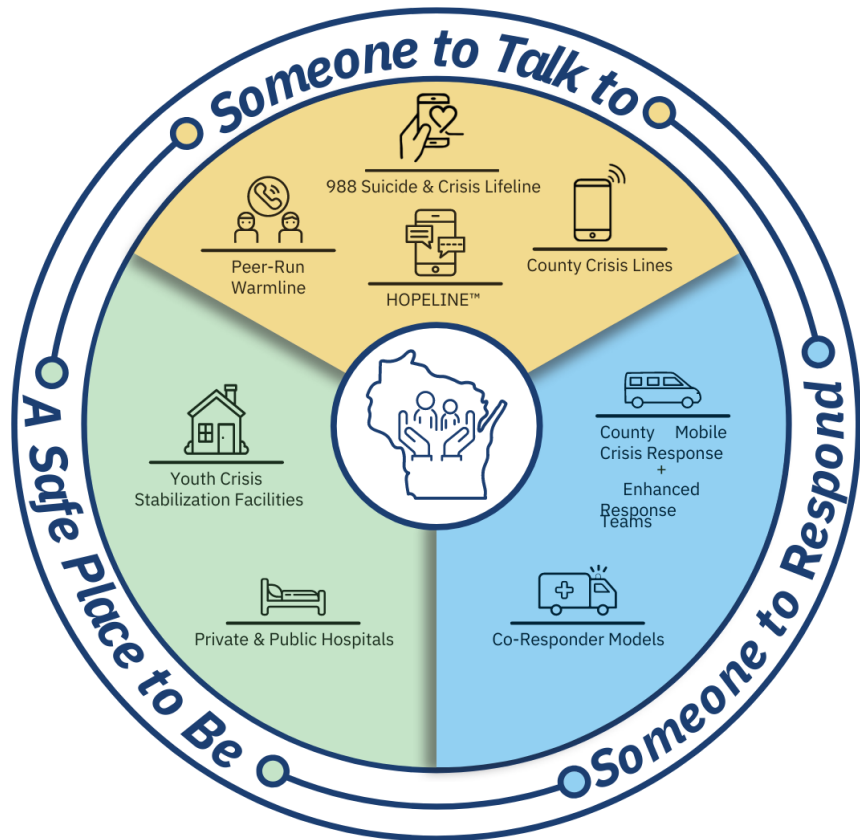 Someone to Talk to
988 Suicide & Crisis Lifeline
Peer-Run
Warmline
HOPELINE™
County Crisis Lines
A Safe Place to Be
Youth Crisis
Stabilization Facilities
Private & Public Hospitals
Someone to Respond
County Mobile
Crisis Response
+
Enhanced
Response
Teams
Co-Responder Models